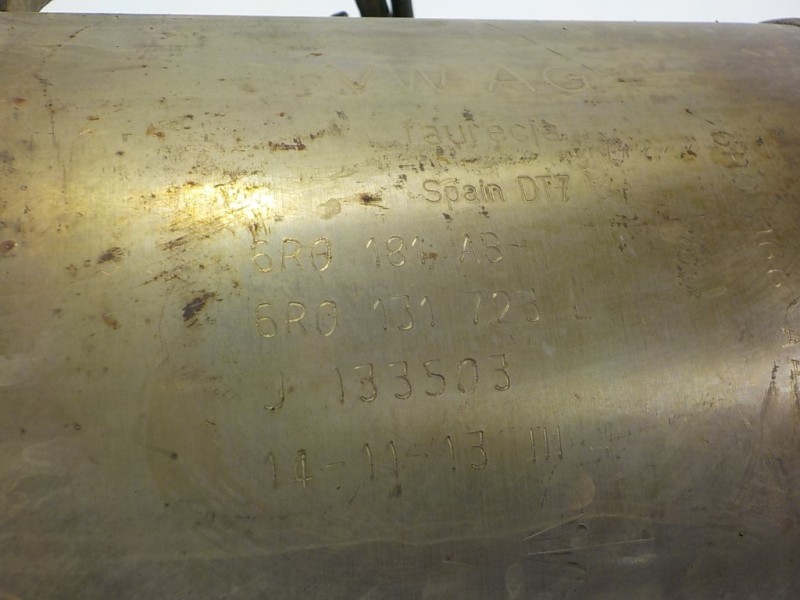 VW AG
faurecia
Spain DT7
6R0 181 AB
6R0 131 723 L
J 133503
14-11-13 III